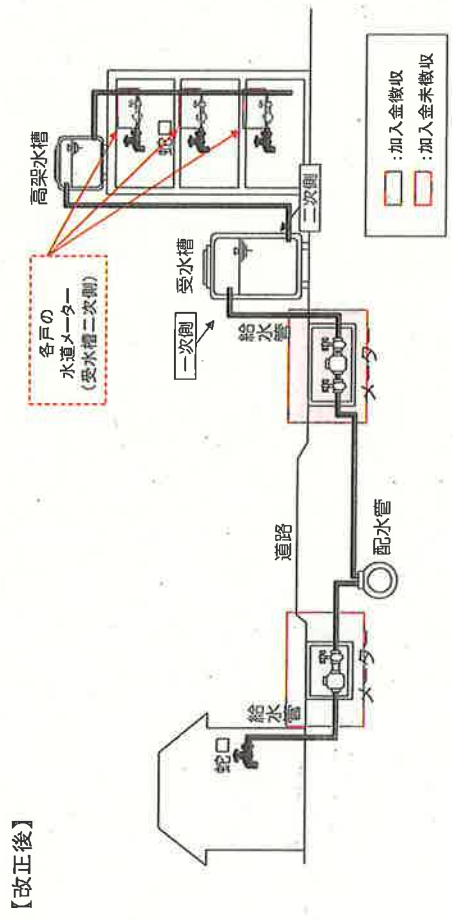 【改正後】
各戸の
水道メーター
(受水槽二次側)
高架水槽
蛇口
受水槽
一次側
二次側
給水管
メーター
道路
配水管
蛇口
給水管
メーター
:加入金徴収
:加入金未徴収